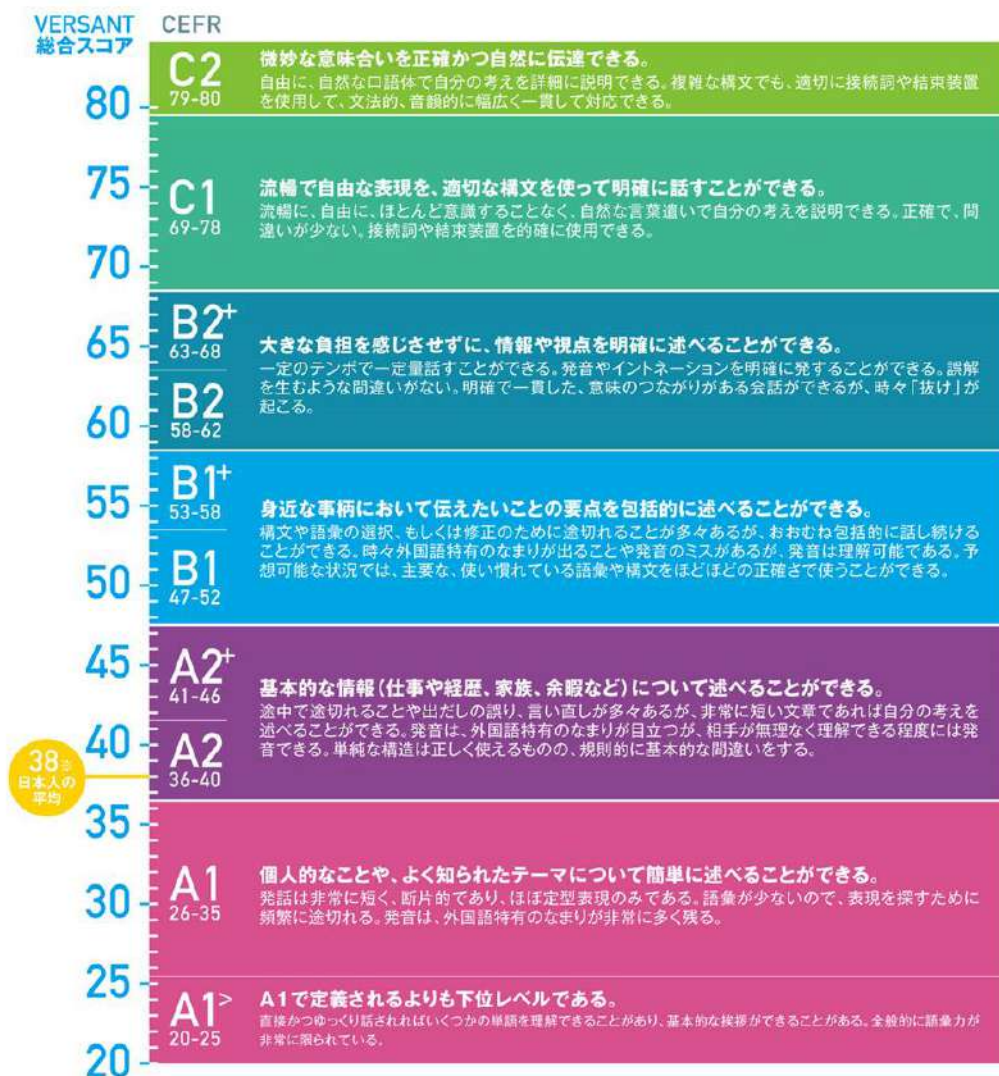 VERSANT
総合スコア
CEFR
C2
79-80
微妙な意味合いを正確かつ自然に伝達できる。
自由に、自然な口語体で自分の考えを詳細に説明できる。複雑な構文でも、適切に接続詞や結束装置
を使用して、文法的、音韻的に幅広く一貫して対応できる。
80
75
C1
69-78
流暢で自由な表現を、適切な構文を使って明確に話すことができる。
流暢に、自由に、ほとんど意識することなく、自然な言葉遣いで自分の考えを説明できる。正確で、間
違いが少ない。接続詞や結束装置を的確に使用できる。
70
65
B2+
63-68
大きな負担を感じさせずに、情報や視点を明確に述べることができる。
一定のテンポで一定量話すことができる。発音やイントネーションを明確に発することができる。誤解
を生むような間違いがない。明確で一貫した、意味のつながりがある会話ができるが、時々「抜け」が
起こる。
B2
58-62
60
55
B1+
53-58
身近な事柄において伝えたいことの要点を包括的に述べることができる。
構文や語彙の選択、もしくは修正のために途切れることが多々あるが、おおむね包括的に話し続ける
ことができる。時々外国語特有のなまりが出ることや発音のミスがあるが、発音は理解可能である。予
想可能な状況では、主要な、使い慣れている語彙や構文をほどほどの正確さで使うことができる。
B1
47-52
50
45
A2+
41-46
基本的な情報(仕事や経歴、家族、余暇など)について述べることができる。
途中で途切れることや出だしの誤り、言い直しが多々あるが、非常に短い文章であれば自分の考えを
述べることができる。発音は、外国語特有のなまりが目立つが、相手が無理なく理解できる程度には発
音できる。単純な構造は正しく使えるものの、規則的に基本的な間違いをする。
A2
36-40
40
38※
日本人の
平均
35
30
A1
26-35
個人的なことや、よく知られたテーマについて簡単に述べることができる。
発話は非常に短く、断片的であり、ほぼ定型表現のみである。語彙が少ないので、表現を探すために
頻繁に途切れる。発音は、外国語特有のなまりが非常に多く残る。
25
A1>
20-25
A1で定義されるよりも下位レベルである。
直接かつゆっくり話されればいくつかの単語を理解できることがあり、基本的な挨拶ができることがある。全般的に語彙力が
非常に限られている。
20